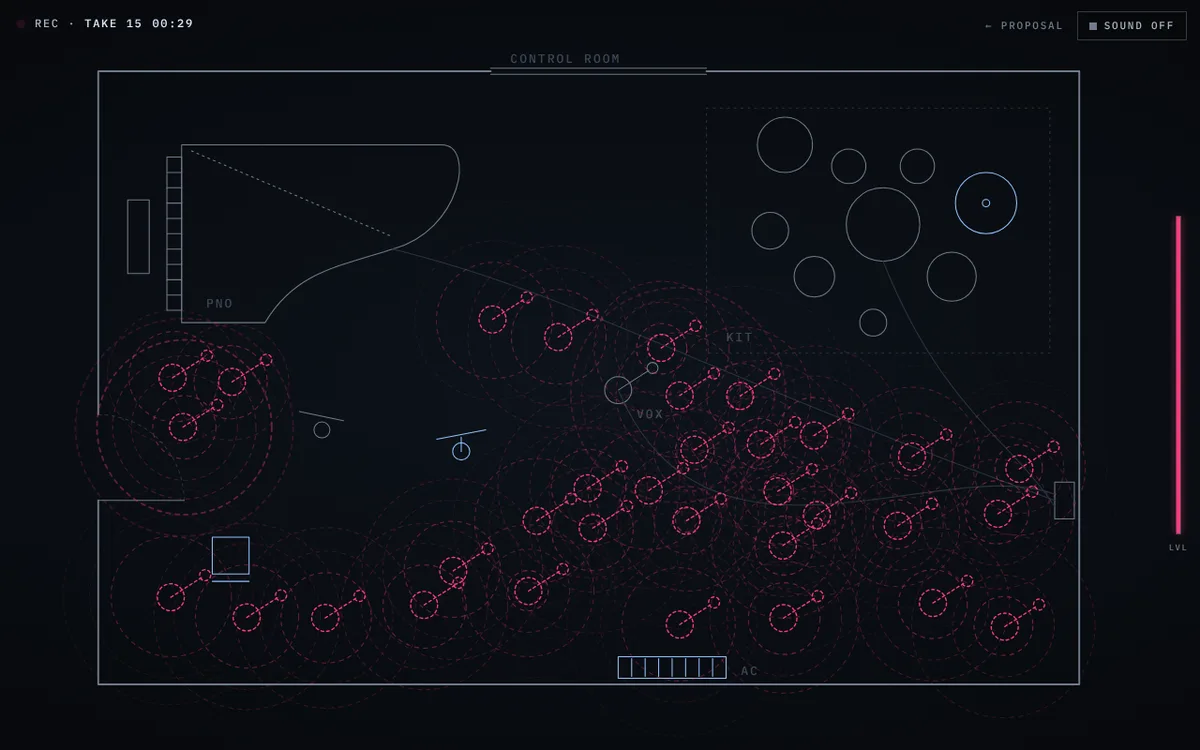 REC · TAKE 15 00:29
← PROPOSAL
SOUND OFF
CONTROL ROOM
PNO
KIT
VOX
LVL
AC